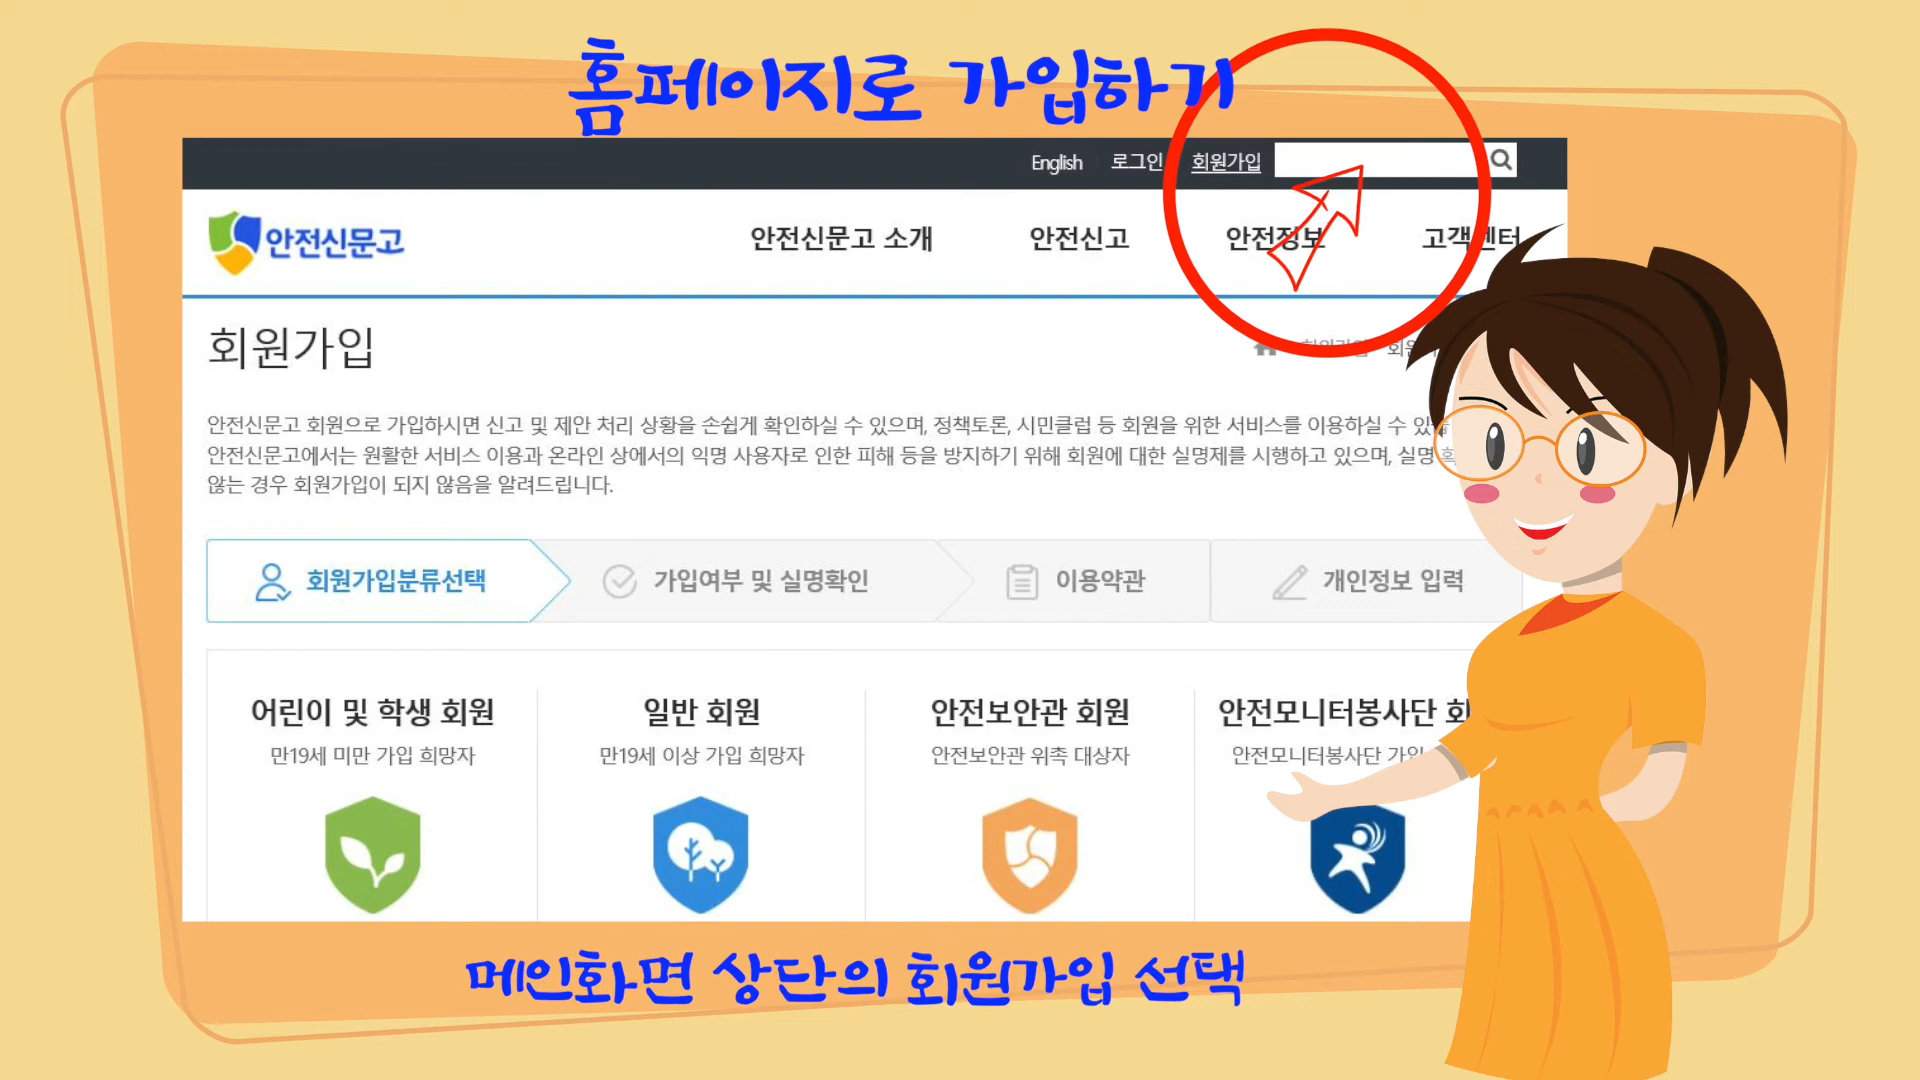 홈페이지로 가입하기
English 로그인 회원가입
안전신문고 안전신문고 소개 안전신고 안전정보 고객센터
회원가입
안전신문고 회원으로 가입하시면 신고 및 제안 처리 상황을 손쉽게 확인하실 수 있으며, 정책토론, 시민클럽 등 회원을 위한 서비스를 이용하실 수
안전신문고에서는 원활한 서비스 이용과 온라인 상에서의 익명 사용자로 인한 피해 등을 방지하기 위해 회원에 대한 실명제를 시행하고 있으며, 실명
않는 경우 회원가입이 되지 않음을 알려드립니다.
회원가입분류선택 가입여부 및 실명확인 이용약관 개인정보 입력
어린이 및 학생 회원 일반 회원 안전보안관 회원 안전모니터봉사단
만19세 미만 가입 희망자 만19세 이상 가입 희망자 안전보안관 위촉 대상자 안전모니터봉사단
메인화면 상단의 회원가입 선택